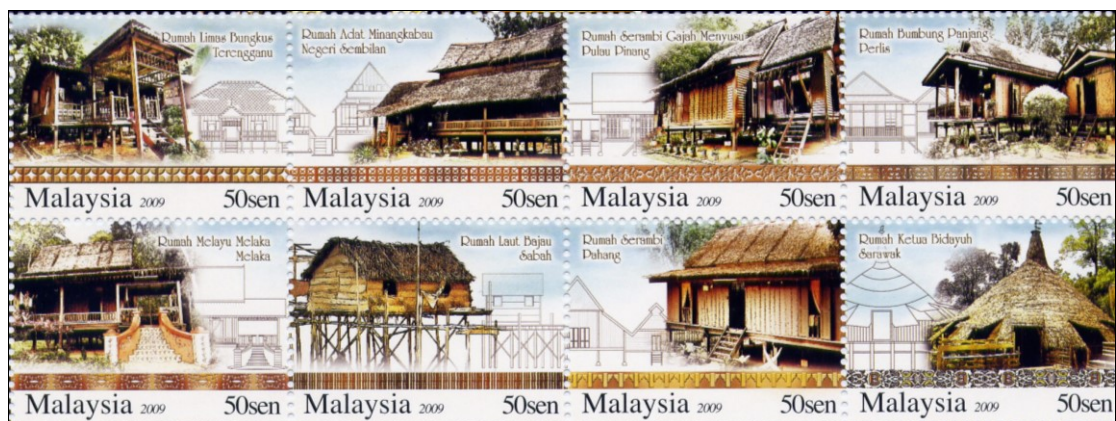 Rumah Limas Bungkus
Terengganu
Malaysia 2009 50sen
Rumah Adat Minangkabau
Negeri Sembilan
Malaysia 2009 50sen
Rumah Serambi Gajah Menyusu
Pulau Pinang
Malaysia 2009 50sen
Rumah Bumbung Panjang
Perlis
Malaysia 2009 50sen
Rumah Melayu Melaka
Melaka
Malaysia 2009 50sen
Rumah Laut Bajau
Sabah
Malaysia 2009 50sen
Rumah Serambi
Pahang
Malaysia 2009 50sen
Rumah Ketua Bidayuh
Sarawak
Malaysia 2009 50sen